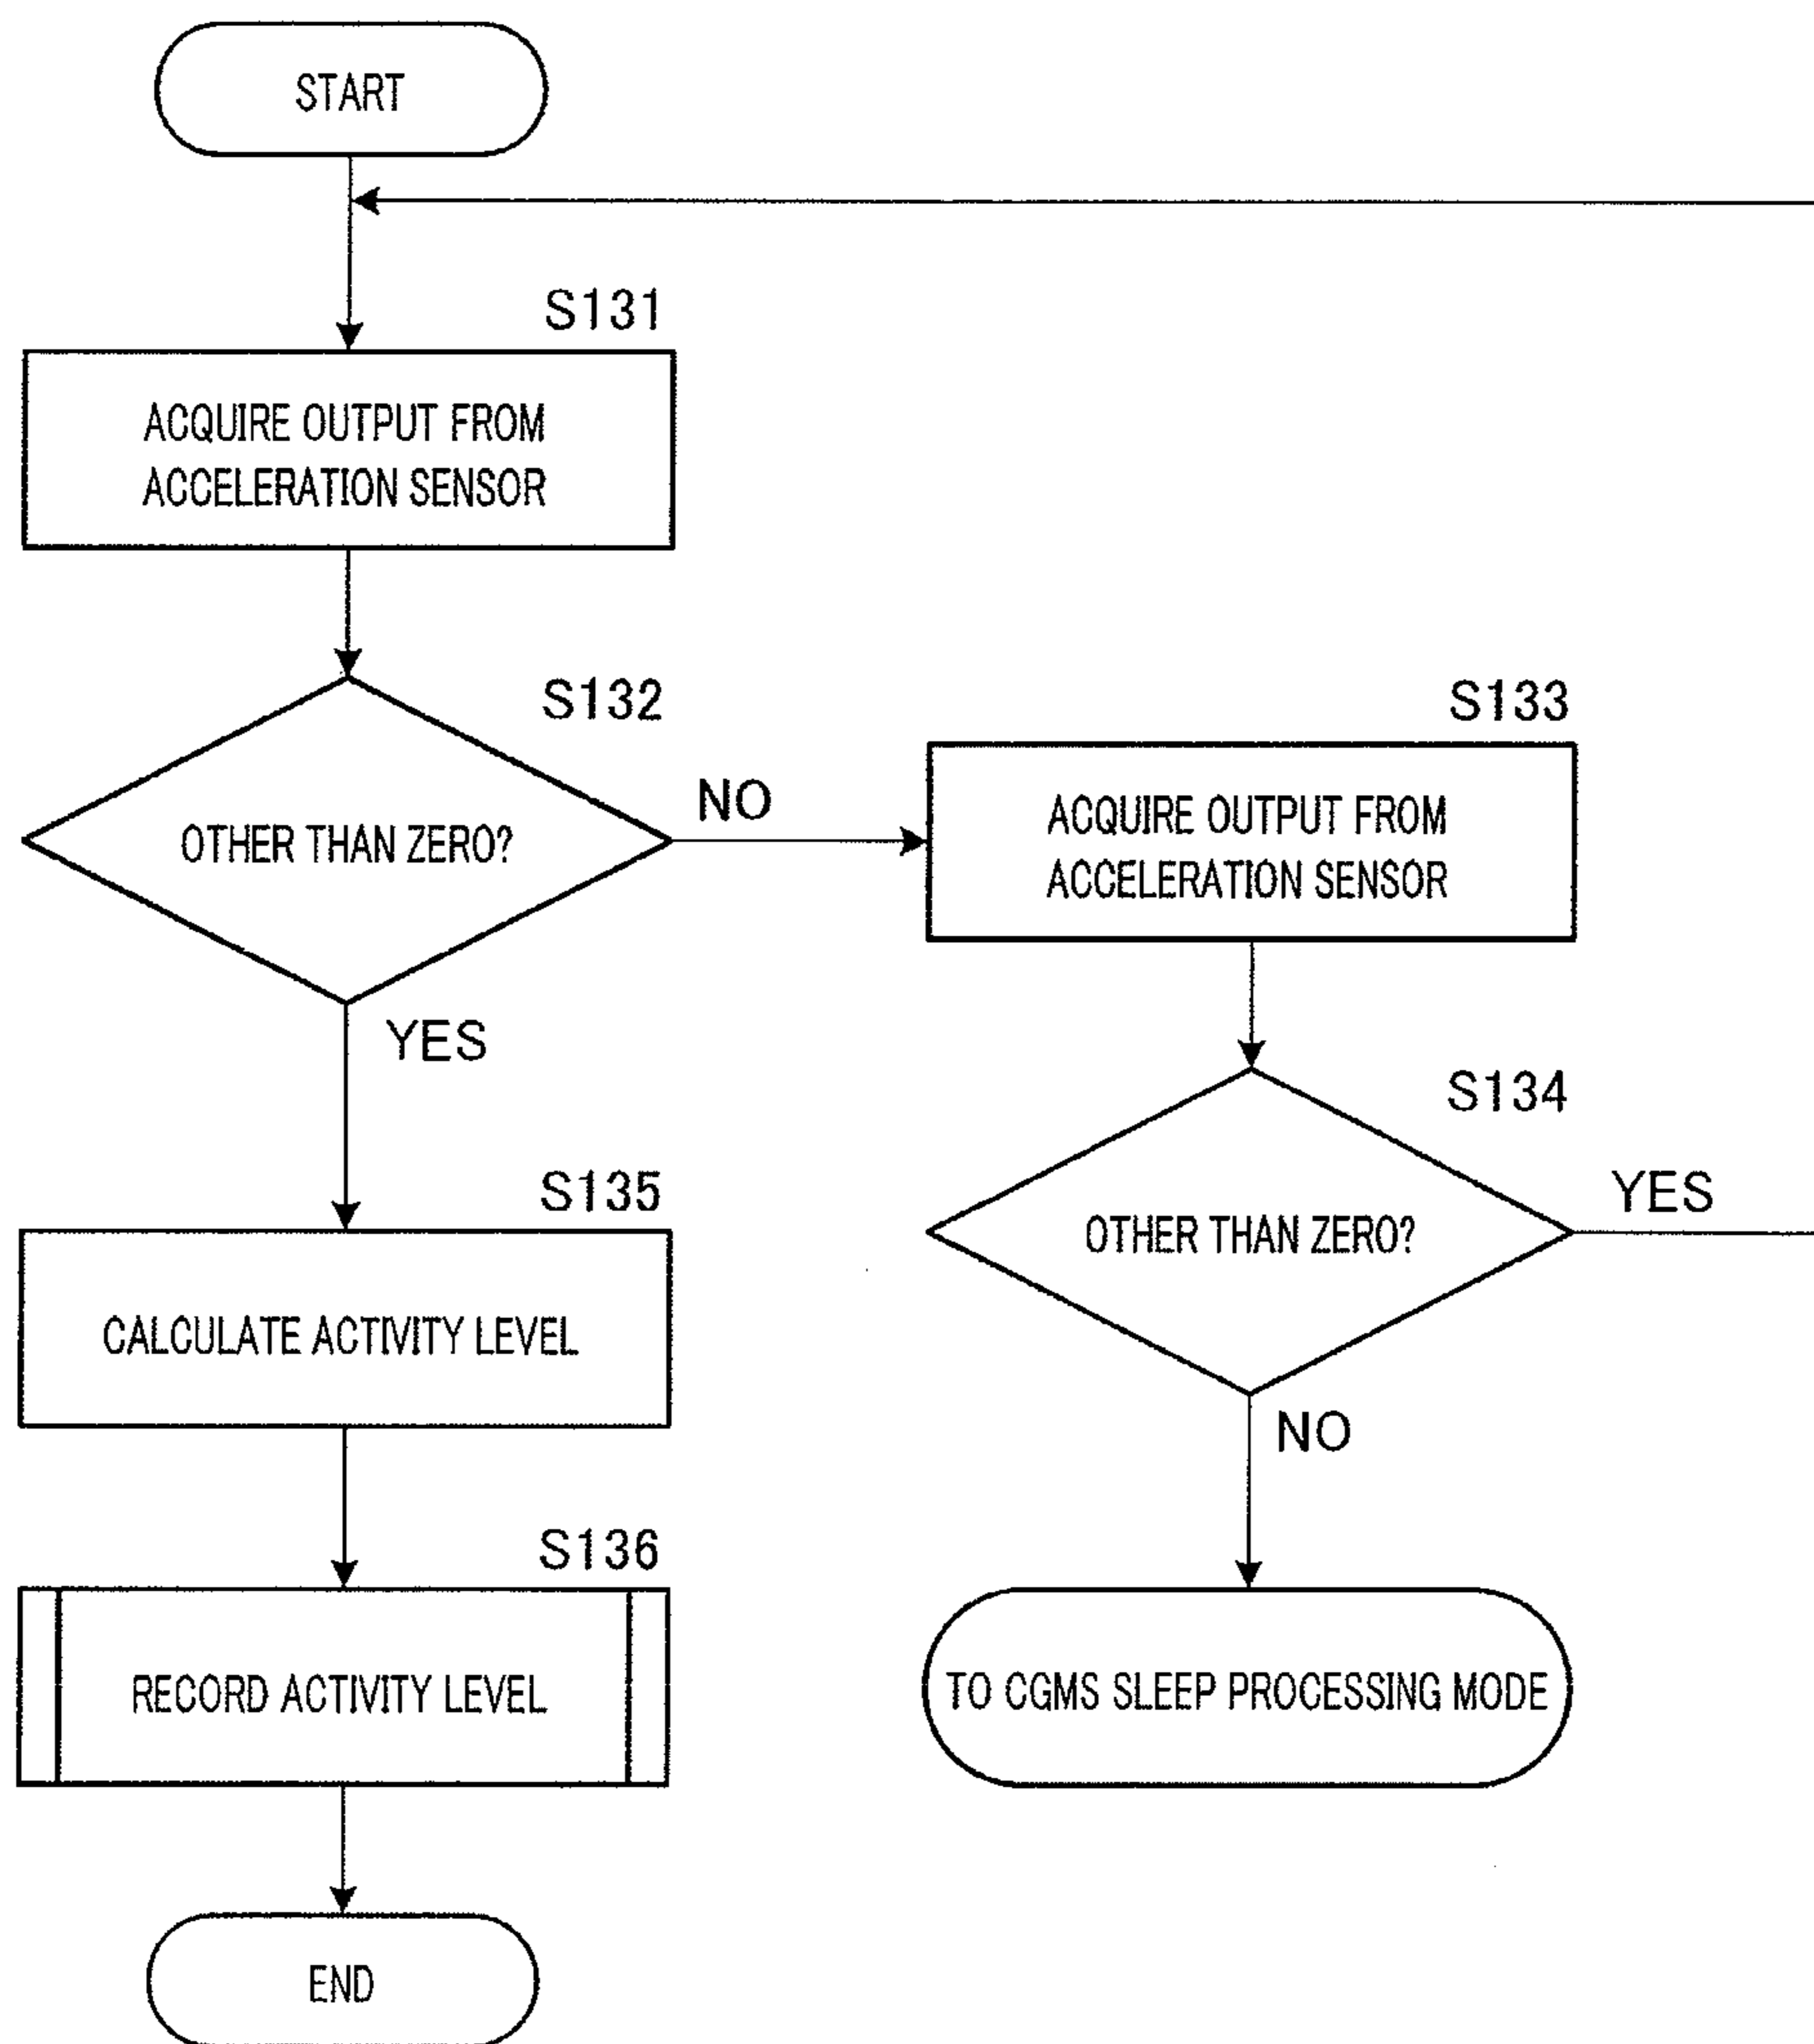 START
S131
ACQUIRE OUTPUT FROM
ACCELERATION SENSOR
S132
OTHER THAN ZERO?
NO
YES
S133
ACQUIRE OUTPUT FROM
ACCELERATION SENSOR
S134
OTHER THAN ZERO?
YES
NO
TO CGMS SLEEP PROCESSING MODE
S135
CALCULATE ACTIVITY LEVEL
S136
RECORD ACTIVITY LEVEL
END